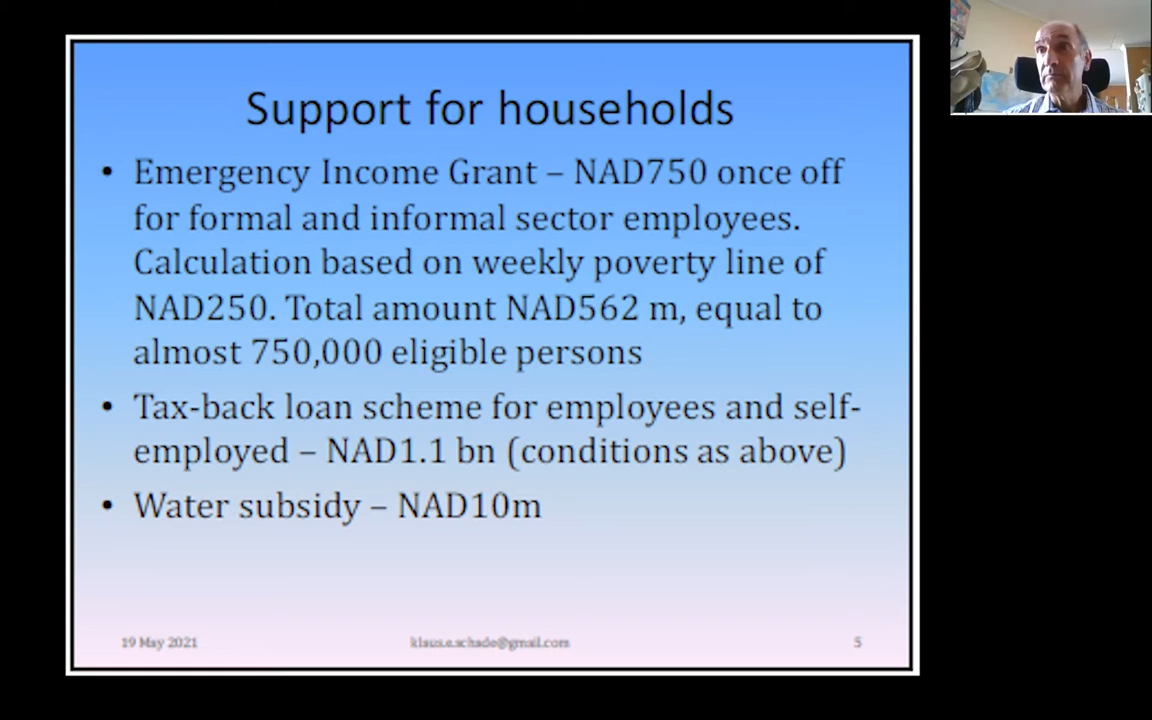 Support for households
• Emergency Income Grant – NAD750 once off
for formal and informal sector employees.
Calculation based on weekly poverty line of
NAD250. Total amount NAD562 m, equal to
almost 750,000 eligible persons
• Tax-back loan scheme for employees and self-
employed – NAD1.1 bn (conditions as above)
• Water subsidy – NAD10m
19 May 2021 klaus.e.schade@gmail.com 5